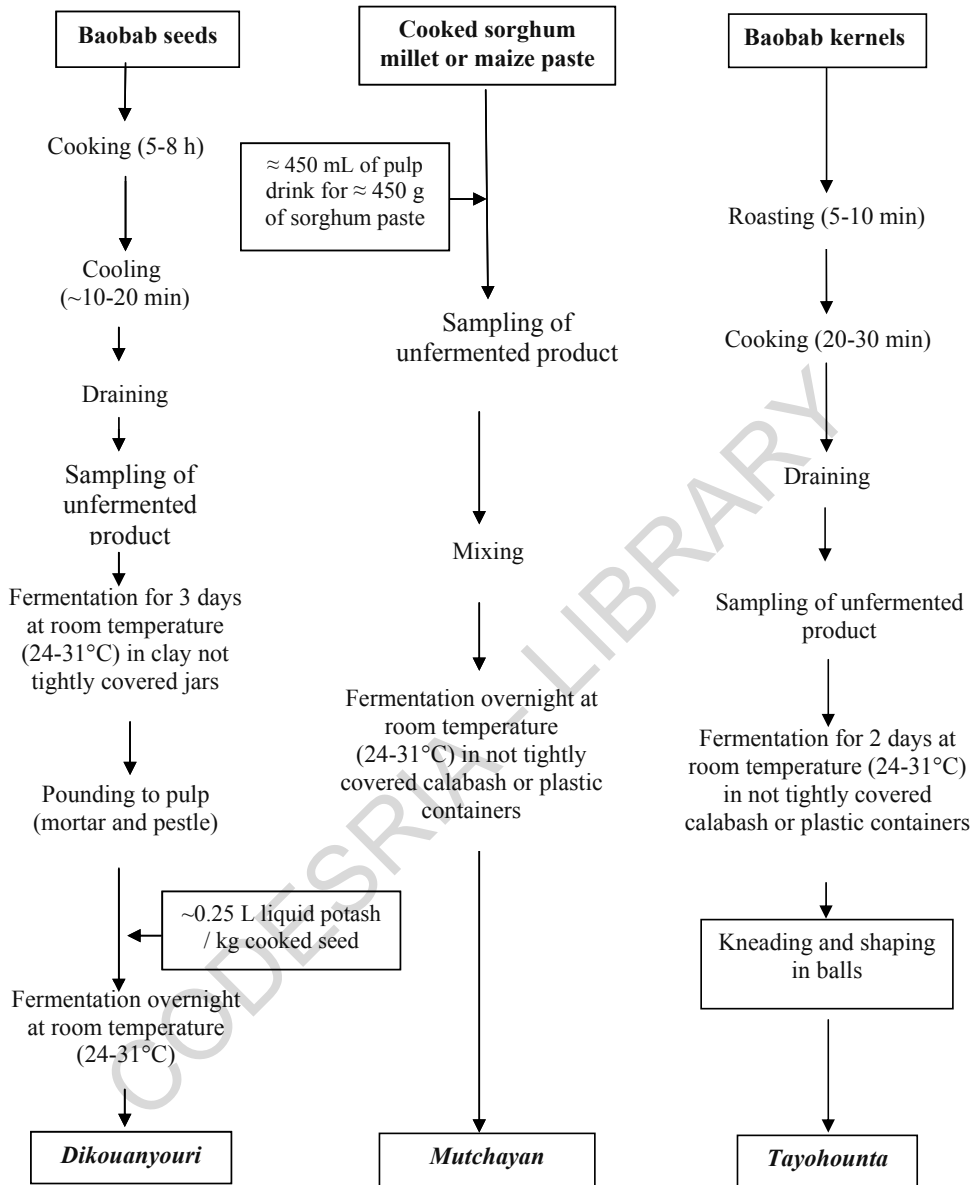 Baobab seeds
Cooking (5-8 h)
Cooling
(~10-20 min)
Draining
Sampling of
unfermented
product
Fermentation for 3 days
at room temperature
(24-31°C) in clay not
tightly covered jars
Pounding to pulp
(mortar and pestle)
~0.25 L liquid potash
/ kg cooked seed
Fermentation overnight
at room temperature
(24-31°C)
Dikouanyouri
Cooked sorghum
millet or maize paste
≈ 450 mL of pulp
drink for ≈ 450 g
of sorghum paste
Sampling of
unfermented product
Mixing
Fermentation overnight at
room temperature
(24-31°C) in not tightly
covered calabash or plastic
containers
Mutchayan
Baobab kernels
Roasting (5-10 min)
Cooking (20-30 min)
Draining
Sampling of unfermented
product
Fermentation for 2 days at
room temperature (24-31°C)
in not tightly covered
calabash or plastic containers
Kneading and shaping
in balls
Tayohounta
CODESRIA - LIBRARY